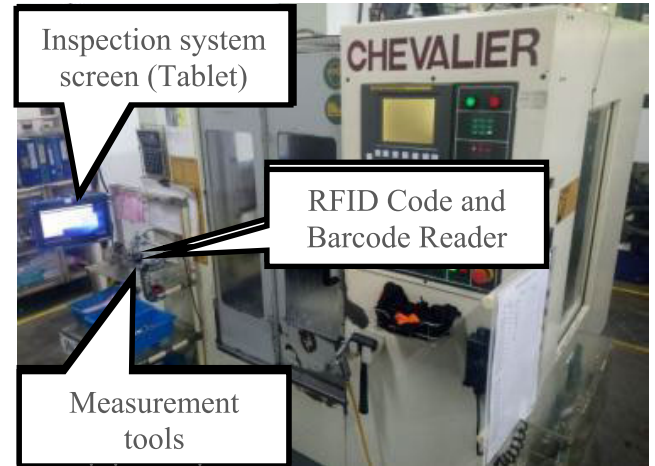 Inspection system
screen (Tablet)
CHEVALIER
RFID Code and
Barcode Reader
Measurement
tools